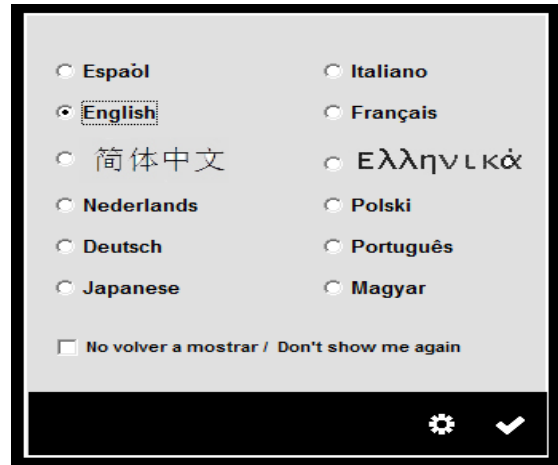 Espaol
Italiano
English
Français
简体中文
Ελληνικά
Nederlands
Polski
Deutsch
Português
Japanese
Magyar
No volver a mostrar / Don't show me again